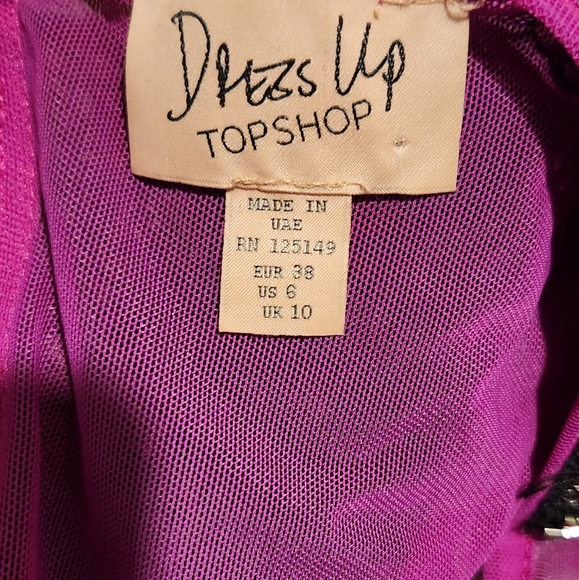 Dress Up
TOPSHOP
MADE IN
UAE
RN 125149
EUR 38
US 6
UK 10